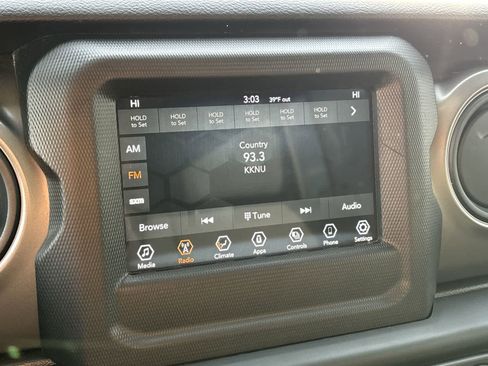 HI 3:03 39°F out HI
HOLD to Set HOLD to Set HOLD to Set HOLD to Set HOLD to Set HOLD to Set
AM
Country
93.3
FM
KKNU
sxm
Browse Tune Audio
Media Radio Climate Apps Controls Phone Settings